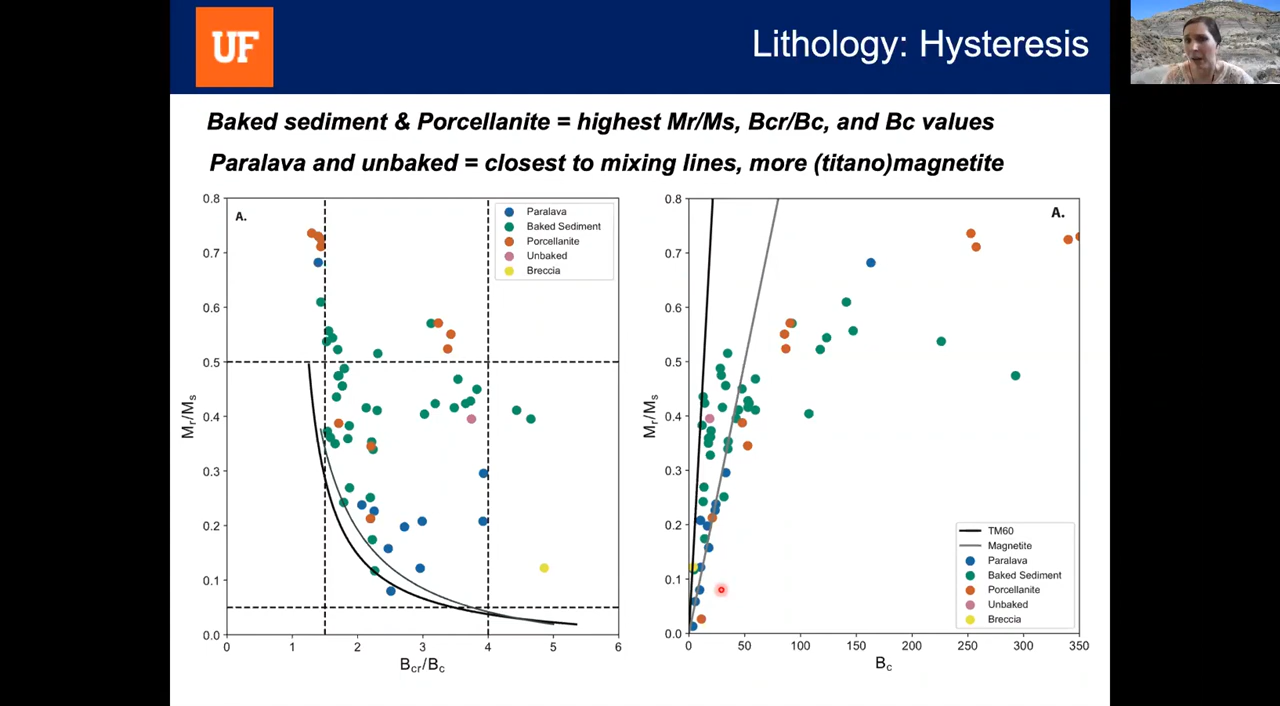 UF
Lithology: Hysteresis
Baked sediment & Porcellanite = highest Mr/Ms, Bcr/Bc, and Bc values
Paralava and unbaked = closest to mixing lines, more (titano)magnetite
A.
Paralava
Baked Sediment
Porcellanite
Unbaked
Breccia
0.8
0.7
0.6
0.5
0.4
0.3
0.2
0.1
0.0
Mr/Ms
0 1 2 3 4 5 6
Bcr/Bc
A.
0.8
0.7
0.6
0.5
0.4
0.3
0.2
0.1
0.0
Mr/Ms
TM60
Magnetite
Paralava
Baked Sediment
Porcellanite
Unbaked
Breccia
0 50 100 150 200 250 300 350
Bc